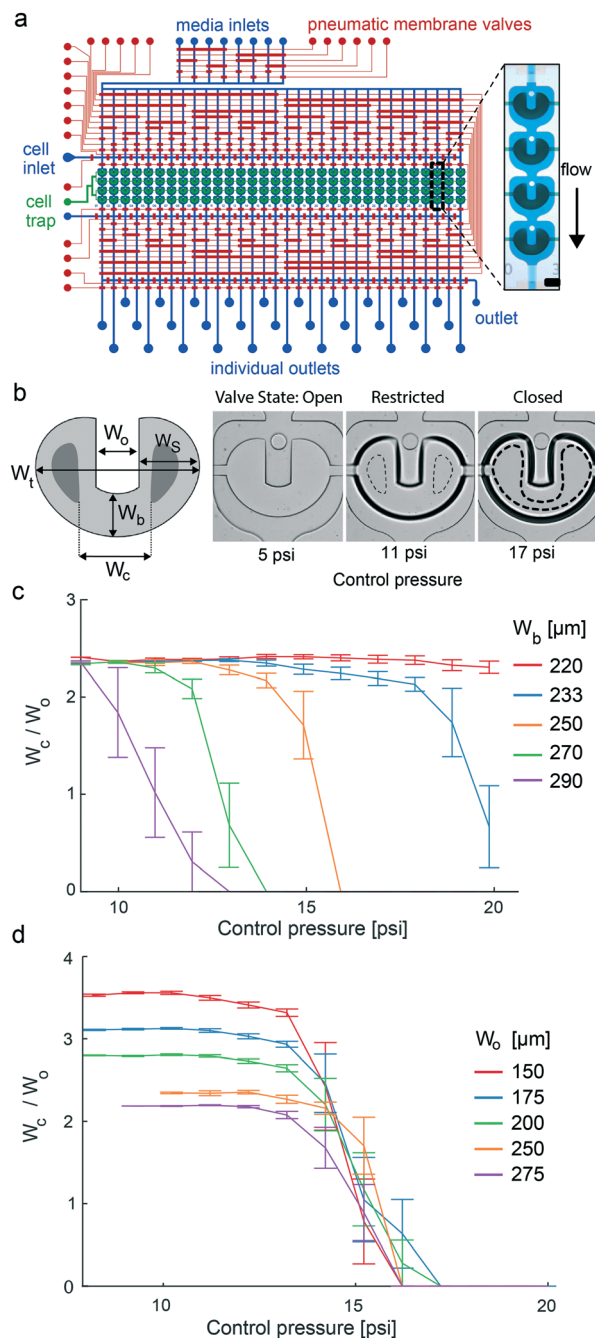 a
media inlets
pneumatic membrane valves
cell
inlet
cell
trap
flow
0 3
outlet
individual outlets
b
Valve State: Open Restricted Closed
Wo
WS
Wt
Wb
Wc
5 psi 11 psi 17 psi
Control pressure
c
3
2
1
0
Wc / Wo
10 15 20
Control pressure [psi]
Wb [µm]
220
233
250
270
290
d
4
3
2
1
0
Wc / Wo
10 15 20
Control pressure [psi]
Wo [µm]
150
175
200
250
275